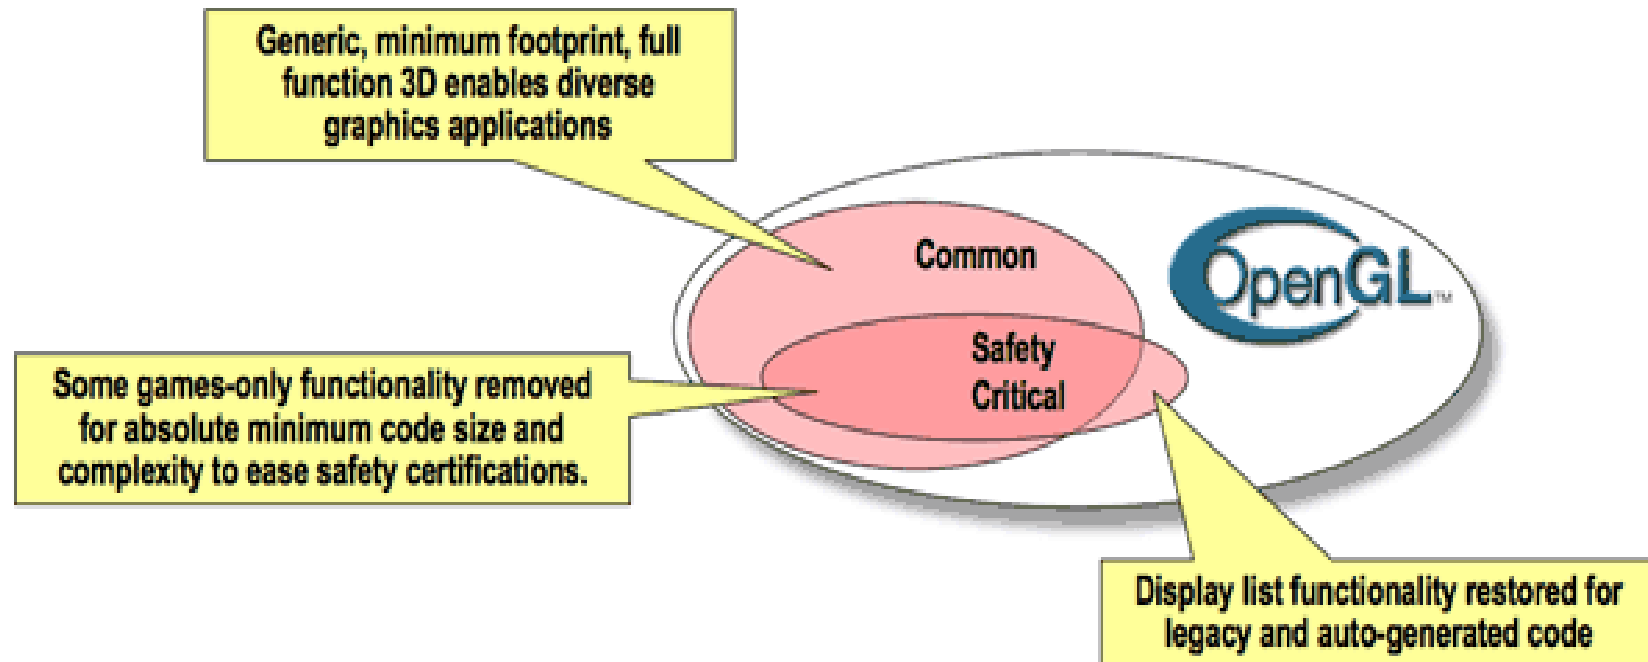 Generic, minimum footprint, full
function 3D enables diverse
graphics applications
Common
OpenGL™
Safety
Critical
Some games-only functionality removed
for absolute minimum code size and
complexity to ease safety certifications.
Display list functionality restored for
legacy and auto-generated code